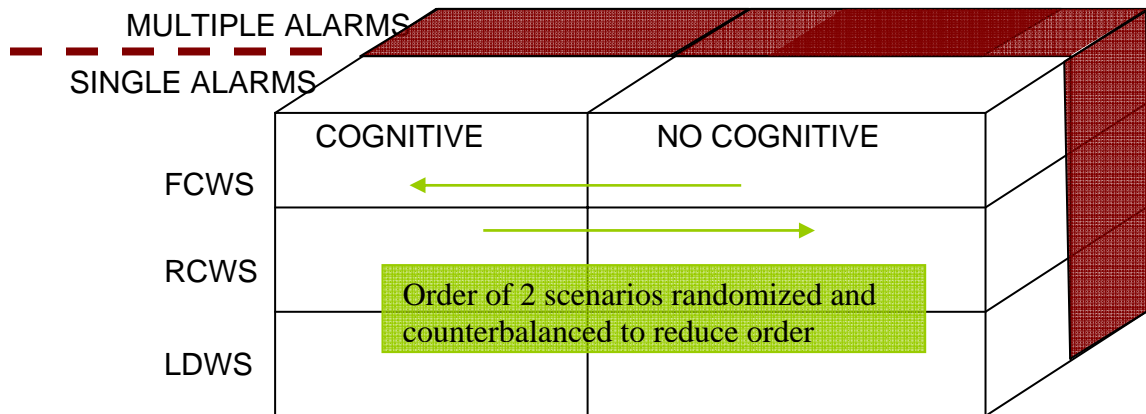 MULTIPLE ALARMS
SINGLE ALARMS
COGNITIVE NO COGNITIVE
FCWS
RCWS
Order of 2 scenarios randomized and
counterbalanced to reduce order
LDWS